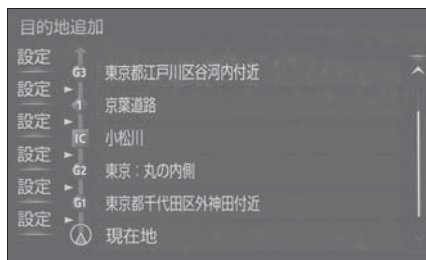 目的地追加
設定
G3 東京都江戸川区谷河内付近
設定
1 京葉道路
設定
IC 小松川
設定
G2 東京：丸の内側
設定
G1 東京都千代田区外神田付近
設定
現在地